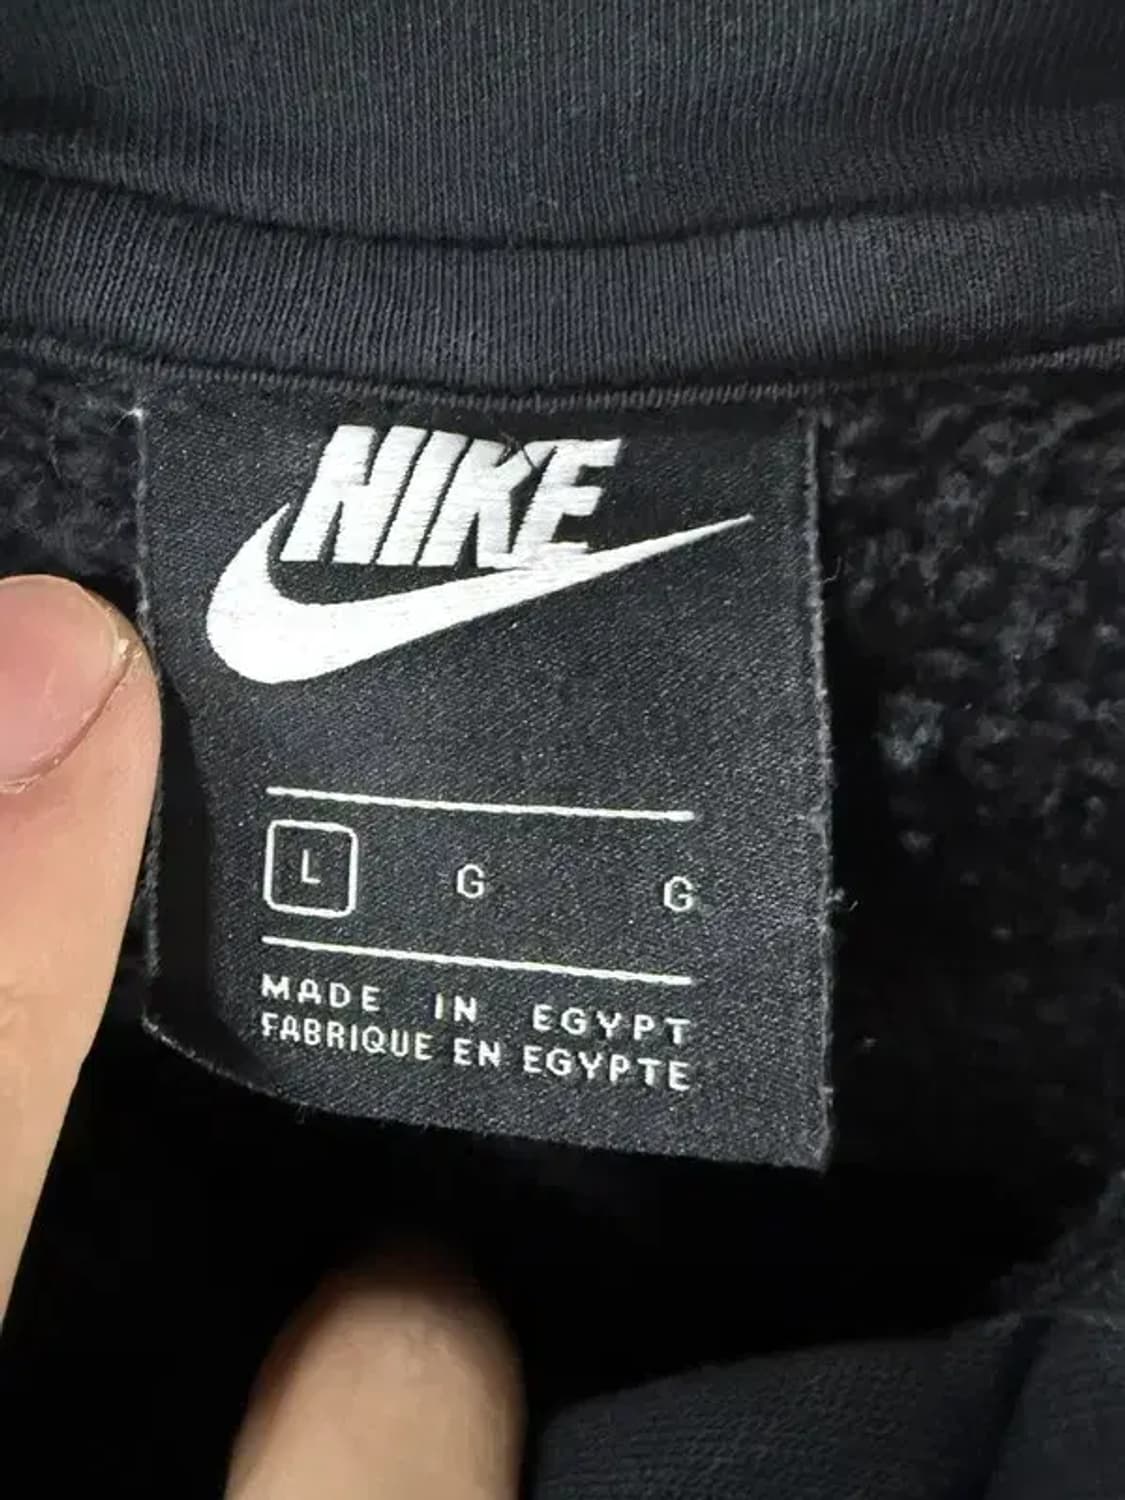 NIKE
L G G
MADE IN EGYPT
FABRIQUE EN EGYPTE